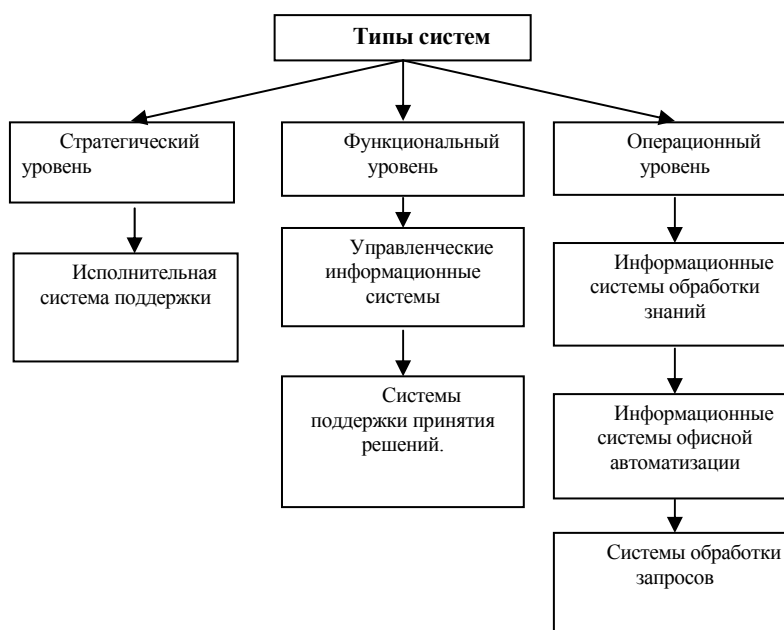 Типы систем
Стратегический
уровень
Функциональный
уровень
Операционный
уровень
Исполнительная
система поддержки
Управленческие
информационные
системы
Информационные
системы обработки
знаний
Системы
поддержки принятия
решений.
Информационные
системы офисной
автоматизации
Системы обработки
запросов